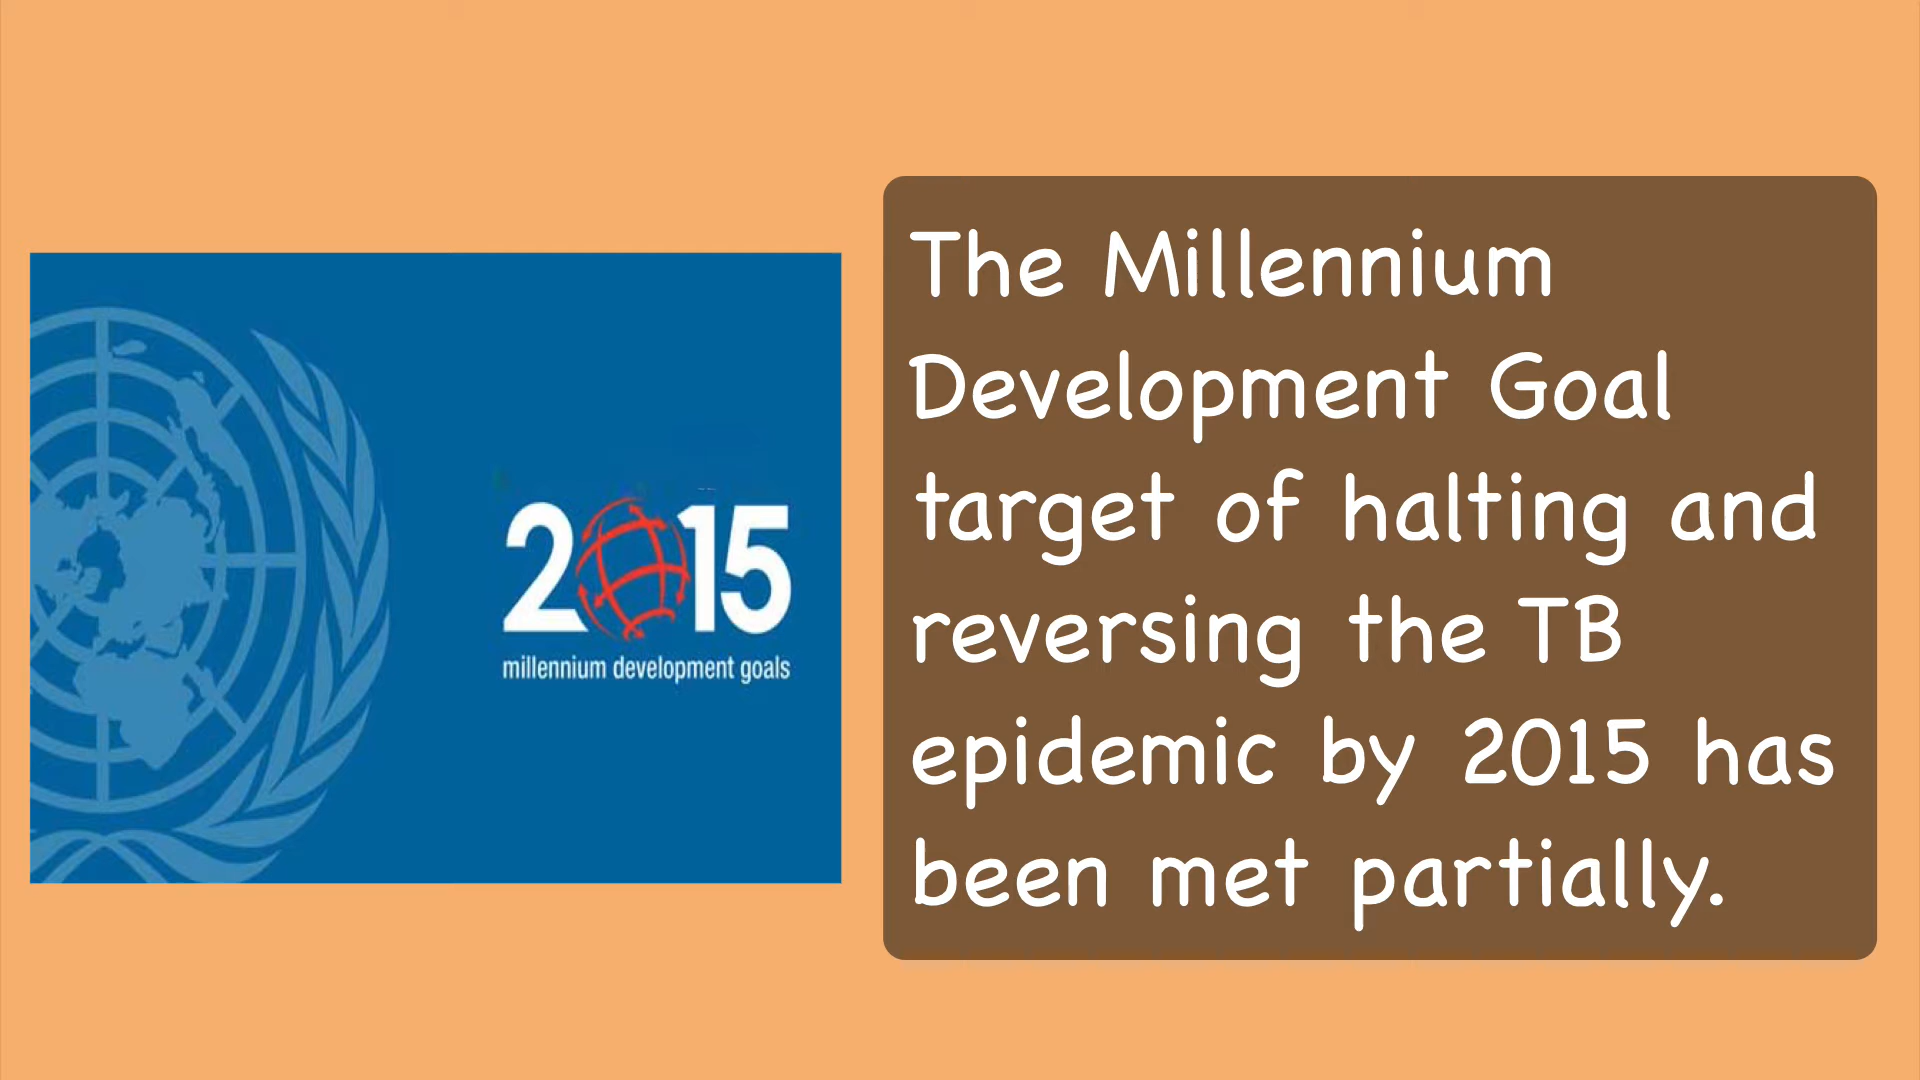 2015
millennium development goals
The Millennium
Development Goal
target of halting and
reversing the TB
epidemic by 2015 has
been met partially.